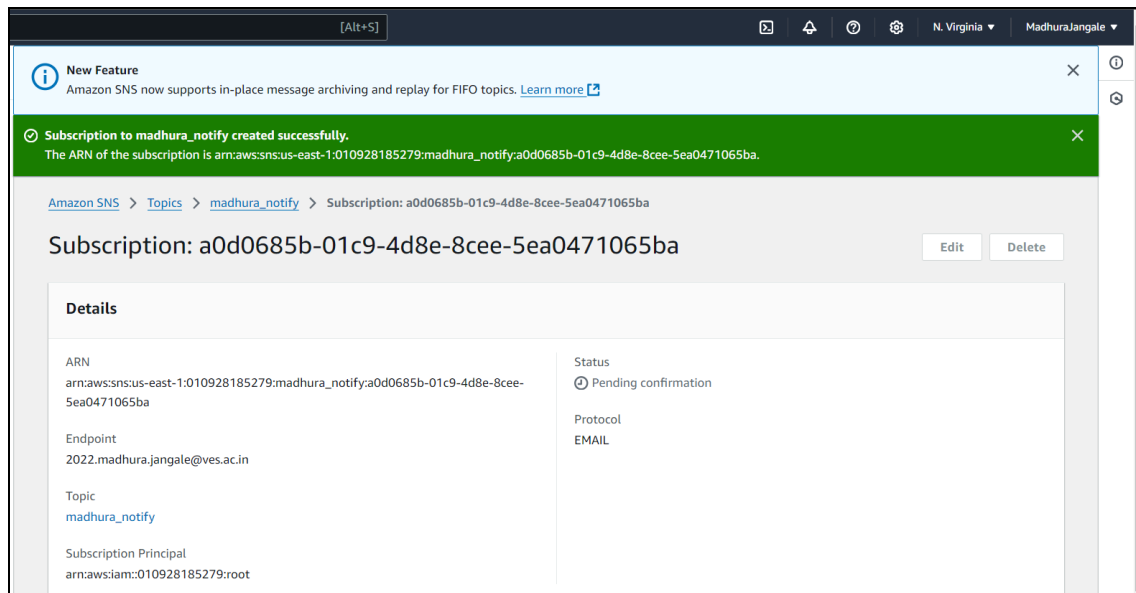 [Alt+S]
N. Virginia ▼
MadhuraJangale ▼
New Feature
Amazon SNS now supports in-place message archiving and replay for FIFO topics. Learn more
Subscription to madhura_notify created successfully.
The ARN of the subscription is arn:aws:sns:us-east-1:010928185279:madhura_notify:a0d0685b-01c9-4d8e-8cee-5ea0471065ba.
Amazon SNS > Topics > madhura_notify > Subscription: a0d0685b-01c9-4d8e-8cee-5ea0471065ba
Subscription: a0d0685b-01c9-4d8e-8cee-5ea0471065ba
Edit
Delete
Details
ARN
arn:aws:sns:us-east-1:010928185279:madhura_notify:a0d0685b-01c9-4d8e-8cee-
5ea0471065ba
Endpoint
2022.madhura.jangale@ves.ac.in
Topic
madhura_notify
Subscription Principal
arn:aws:iam::010928185279:root
Status
Pending confirmation
Protocol
EMAIL